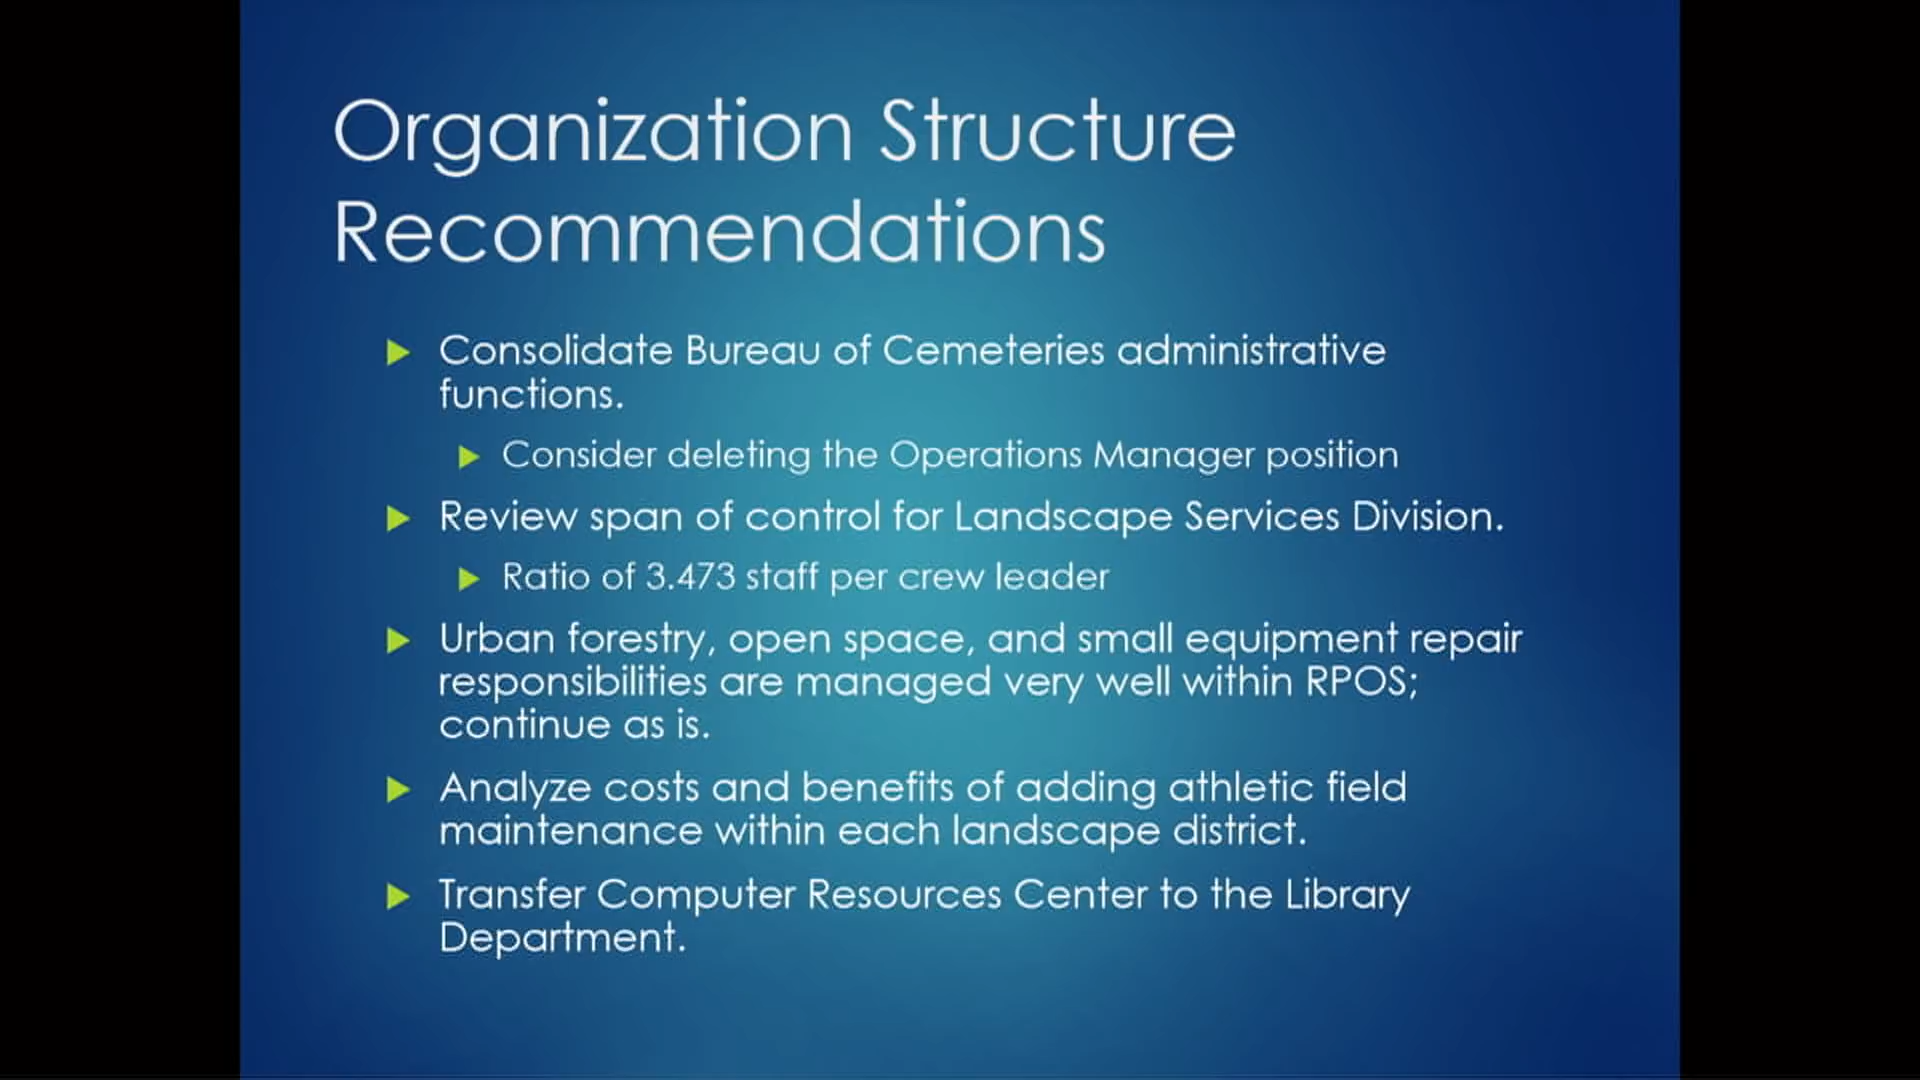 Organization Structure
Recommendations
Consolidate Bureau of Cemeteries administrative
functions.
Consider deleting the Operations Manager position
Review span of control for Landscape Services Division.
Ratio of 3.473 staff per crew leader
Urban forestry, open space, and small equipment repair
responsibilities are managed very well within RPOS;
continue as is.
Analyze costs and benefits of adding athletic field
maintenance within each landscape district.
Transfer Computer Resources Center to the Library
Department.